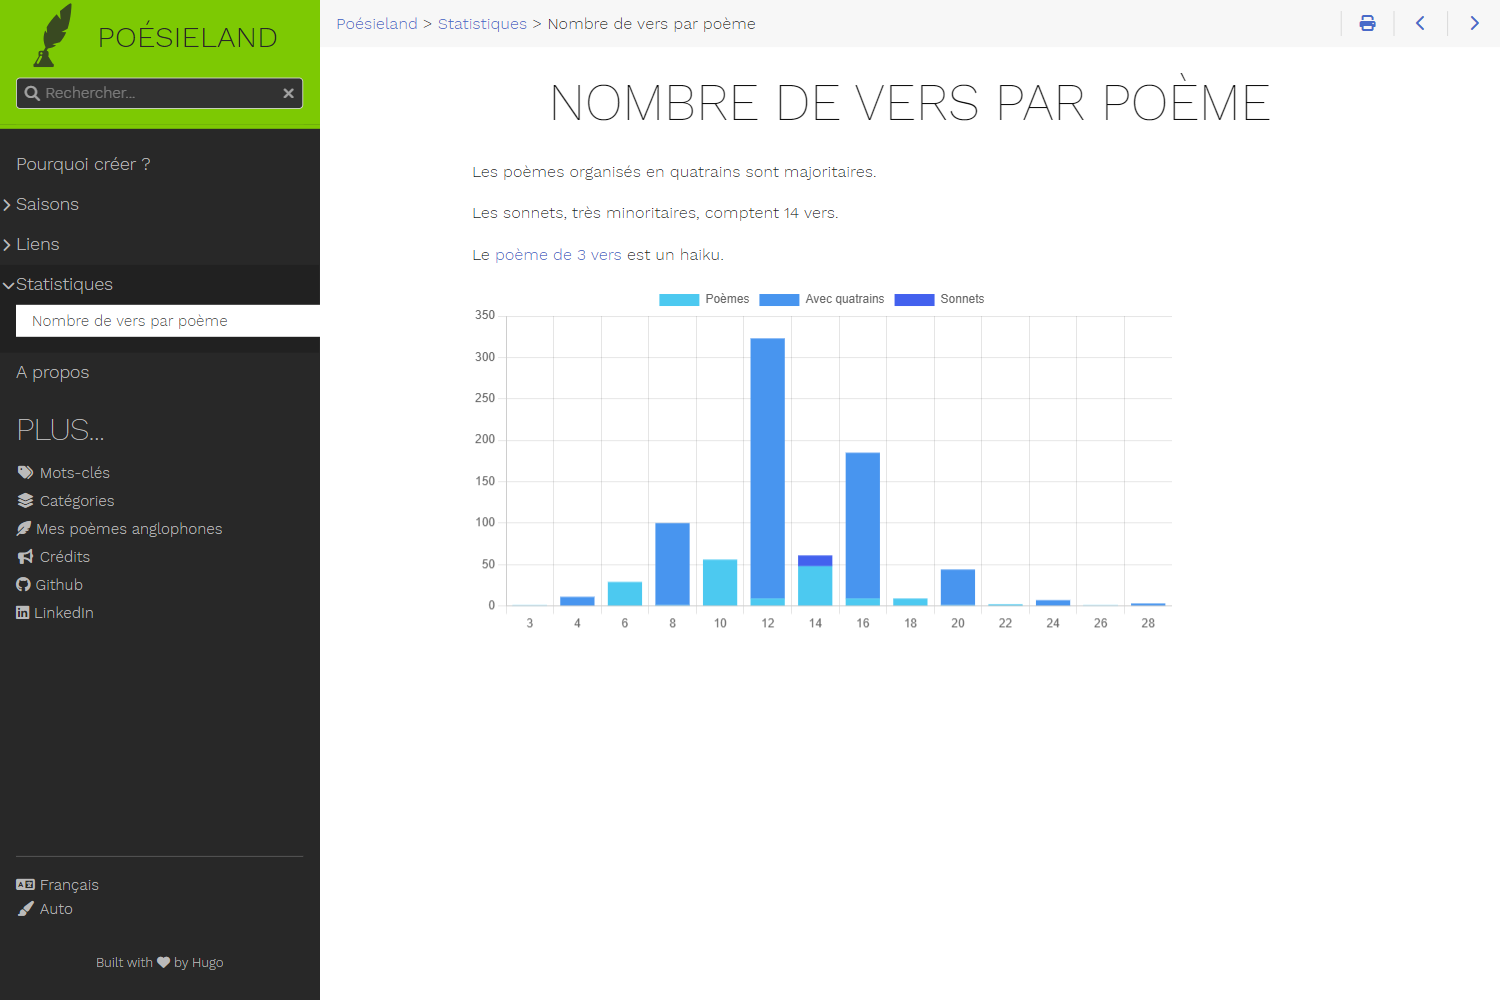 POÉSIELAND
Rechercher...
Pourquoi créer ?
Saisons
Liens
Statistiques
Nombre de vers par poème
A propos
PLUS...
Mots-clés
Catégories
Mes poèmes anglophones
Crédits
Github
LinkedIn
Français
Auto
Built with by Hugo
Poésieland > Statistiques > Nombre de vers par poème
NOMBRE DE VERS PAR POÈME
Les poèmes organisés en quatrains sont majoritaires.
Les sonnets, très minoritaires, comptent 14 vers.
Le poème de 3 vers est un haiku.
Poèmes Avec quatrains Sonnets
350
300
250
200
150
100
50
0
3 4 6 8 10 12 14 16 18 20 22 24 26 28